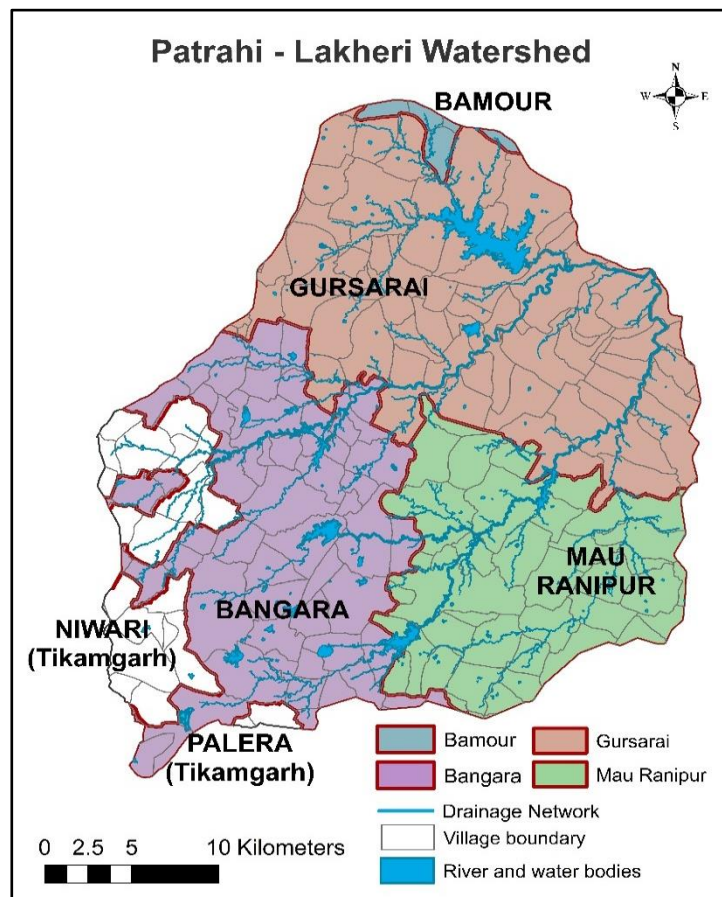 Patrahi - Lakheri Watershed
N
W E
S
BAMOUR
GURSARAI
MAU
RANIPUR
BANGARA
NIWARI
(Tikamgarh)
PALERA
(Tikamgarh)
Bamour
Gursarai
Bangara
Mau Ranipur
Drainage Network
Village boundary
River and water bodies
0 2.5 5 10 Kilometers